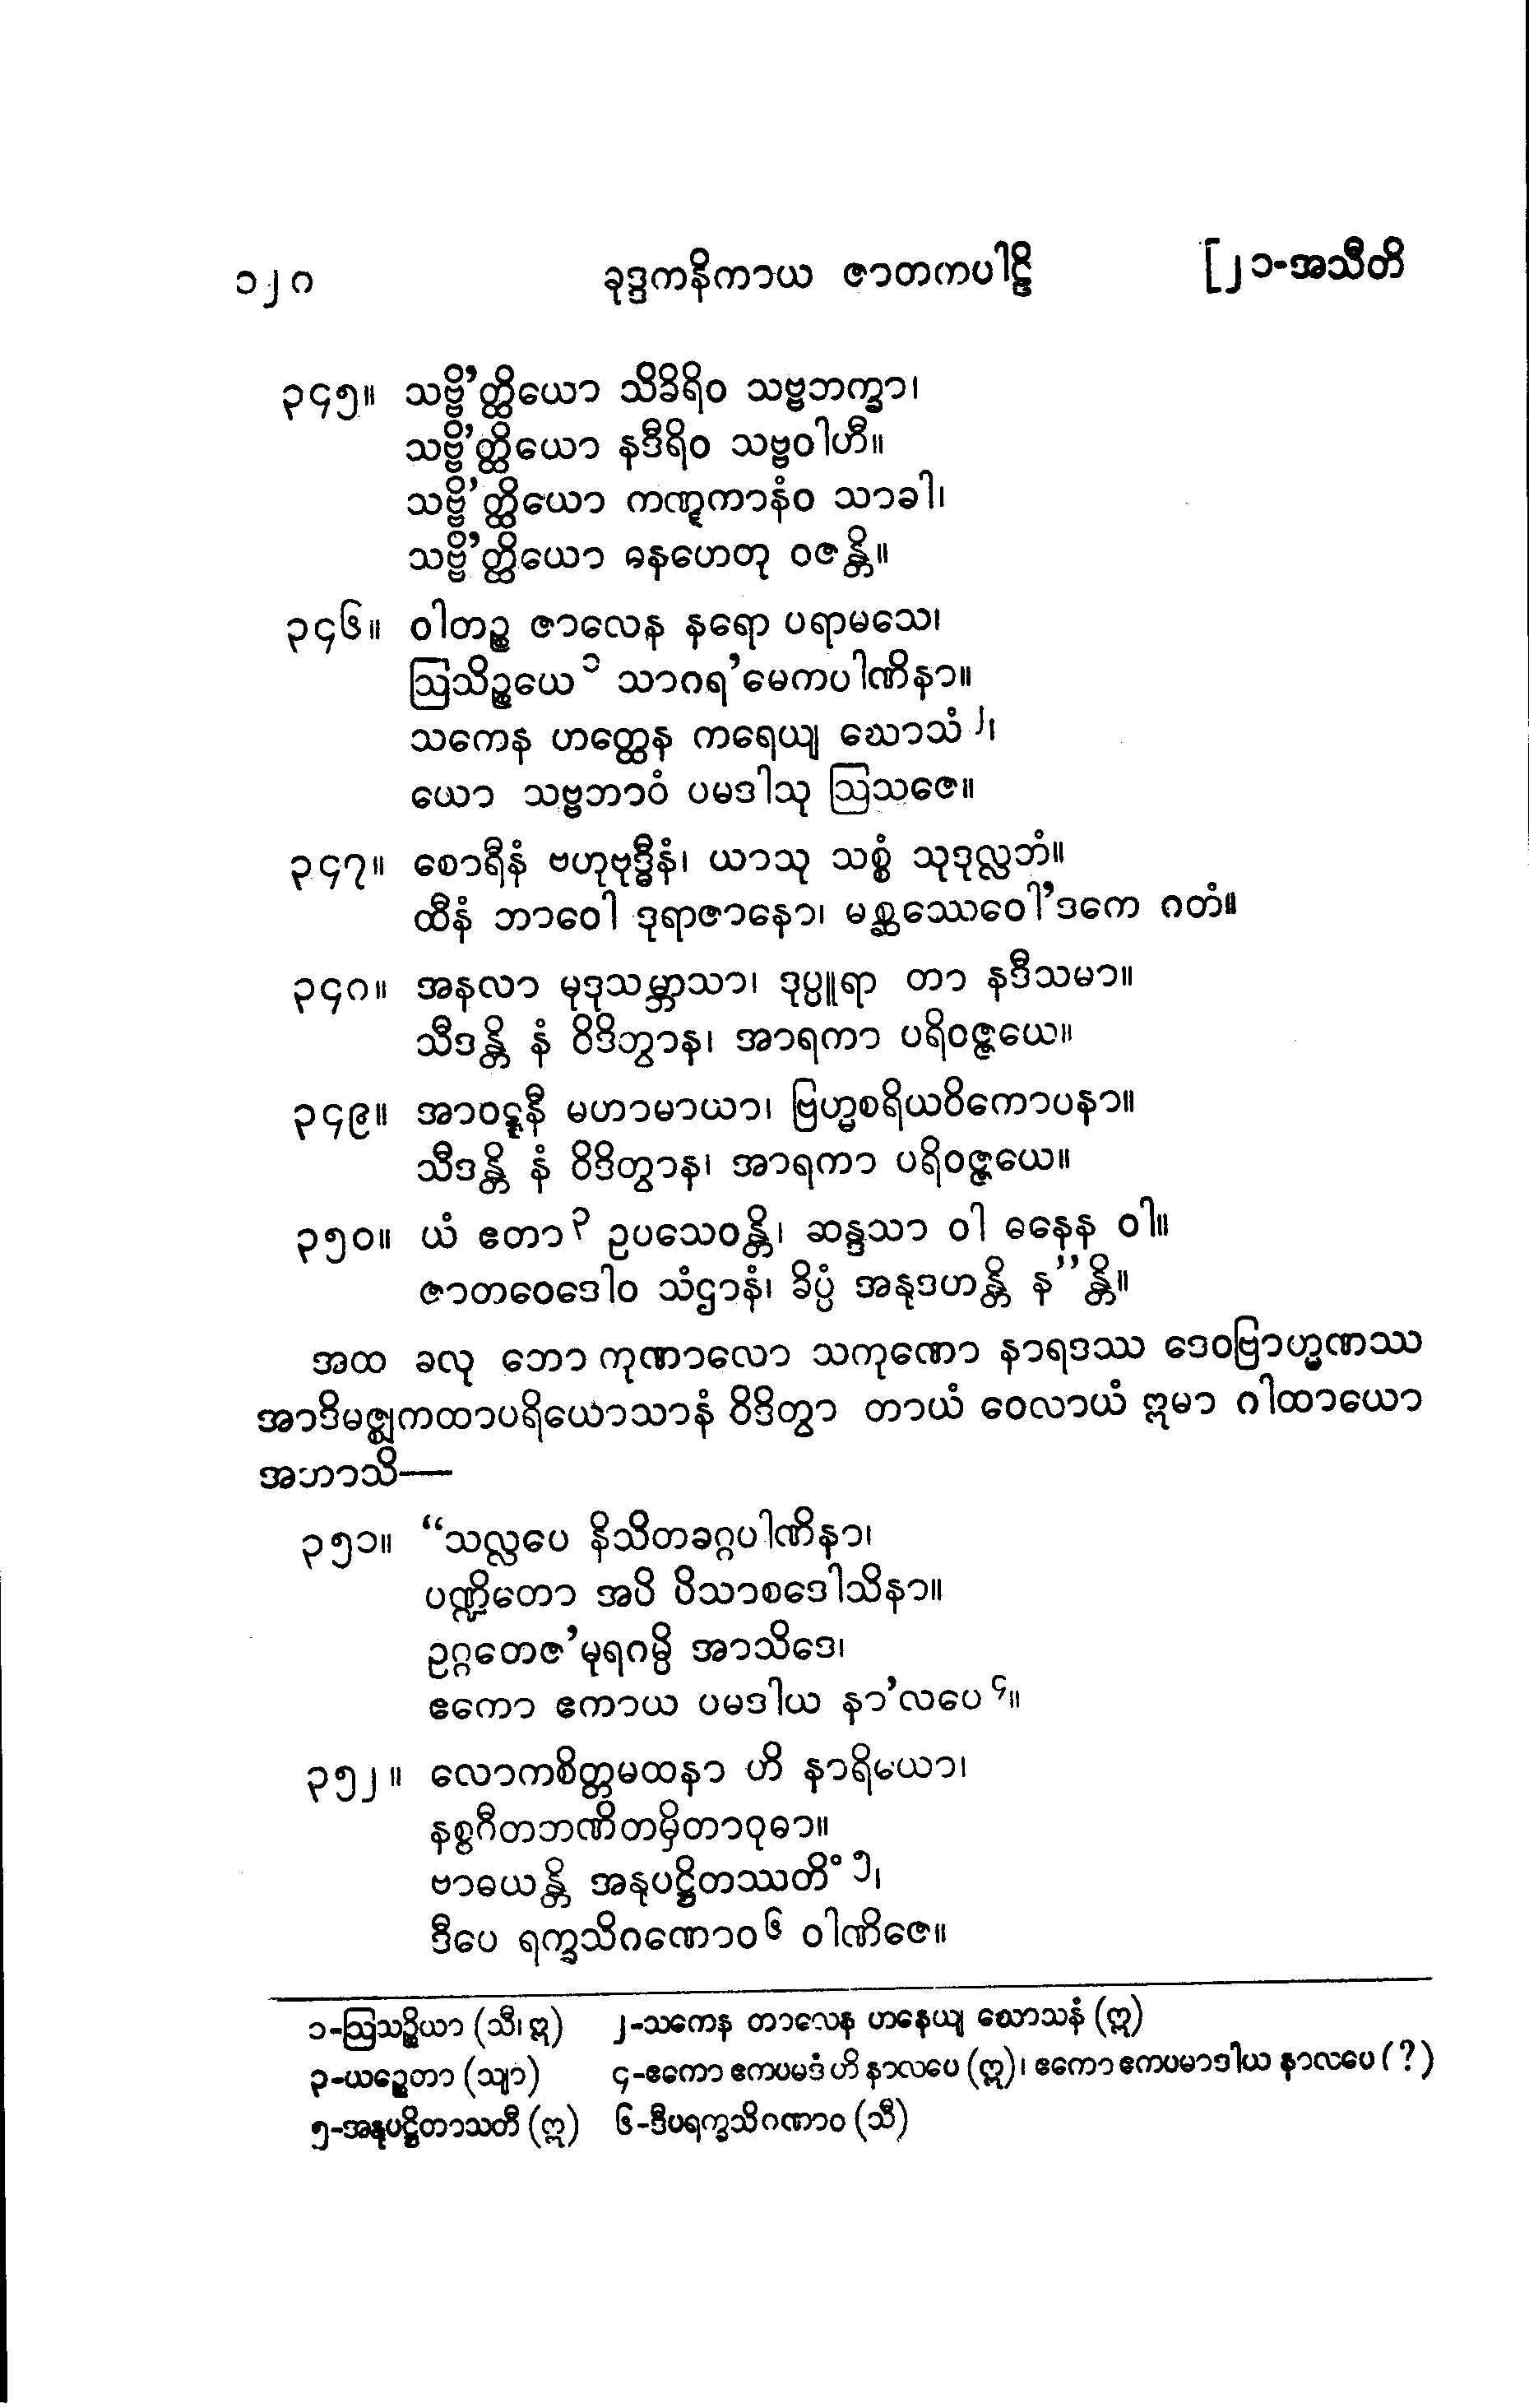 ၁၂၈ ခုဒ္ဒကနိကာယ ဇာတကပါဠိ [၂၁-အသီတိ
၃၄၅။ သဗ္ဗိ’တ္ထိယော သိခိရိဝ သဗ္ဗဘက္ခာ၊
သဗ္ဗိ’တ္ထိယော နဒီရိဝ သဗ္ဗဝါဟီ။
သဗ္ဗိ’တ္ထိယော ကဏ္ဋကာနံဝ သာခါ၊
သဗ္ဗိ’တ္ထိယော ဓနဟေတု ဝဇန္တိ။
၃၄၆။ ဝါတဉ္စ ဇာလေန နရော ပရာမသေ၊
ဩသိဉ္စယေ၁ သာဂရ’မေကပါဏိနာ။
သကေန ဟတ္ထေန ကရေယျ ဃောသံ၂၊
ယော သဗ္ဗဘာဝံ ပမဒါသု ဩသဇေ။
၃၄၇။ စောရီနံ ဗဟုဗုဒ္ဓီနံ၊ ယာသု သစ္စံ သုဒုလ္လဘံ။
ထီနံ ဘာဝေါ ဒုရာဇာနော၊ မစ္ဆဿေဝေါ’ဒကေ ဂတံ။
၃၄၈။ အနလာ မုဒုသမ္ဘာသာ၊ ဒုပ္ပူရာ တာ နဒီသမာ။
သီဒန္တိ နံ ဝိဒိတွာန၊ အာရကာ ပရိဝဇ္ဇယေ။
၃၄၉။ အာဝဋ္ဋနီ မဟာမာယာ၊ ဗြဟ္မစရိယဝိကောပနာ။
သီဒန္တိ နံ ဝိဒိတွာန၊ အာရကာ ပရိဝဇ္ဇယေ။
၃၅၀။ ယံ ဧတာ၃ ဥပသေဝန္တိ၊ ဆန္ဒသာ ဝါ ဓနေန ဝါ။
ဇာတဝေဒေါဝ သံဌာနံ၊ ခိပ္ပံ အနုဒဟန္တိ န”န္တိ။
အထ ခလု ဘော ကုဏာလော သကုဏော နာရဒဿ ဒေဝဗြာဟ္မဏဿ
အာဒိမဇ္ဈကထာပရိယောသာနံ ဝိဒိတွာ တာယံ ဝေလာယံ ဣမာ ဂါထာယော
အဘာသိ—
၃၅၁။ “သလ္လပေ နိသိတခဂ္ဂပါဏိနာ၊
ပဏ္ဍိတော အပိ ပိသာစဒေါသိနာ။
ဥဂ္ဂတေဇ’မုရဂမ္ပိ အာသိဒေ၊
ဧကော ဧကာယ ပမဒါယ နာ’လပေ၄။
၃၅၂။ လောကစိတ္တမထနာ ဟိ နာရိယော၊
နစ္စဂီတဘဏိတမှိတာဝုဓာ။
ဗာဓယန္တိ အနုပဋ္ဌိတဿတိံ၅၊
ဒီပေ ရက္ခသိဂဏောဝ၆ ဝါဏိဇေ။
၁-ဩသဉ္စိယာ (သီ၊ ဣ) ၂-သကေန တာလေန ဟနေယျ ဃောသနံ (ဣ)
၃-ယဉ္စေတာ (သျာ) ၄-ဧကော ဧကပမဒံ ဟိ နာလပေ (ဣ)၊ ဧကော ဧကပမာဒါယ နာလပေ (?)
၅-အနုပဋ္ဌိတာသတီ (ဣ) ၆-ဒီပရက္ခသိဂဏာဝ (သီ)